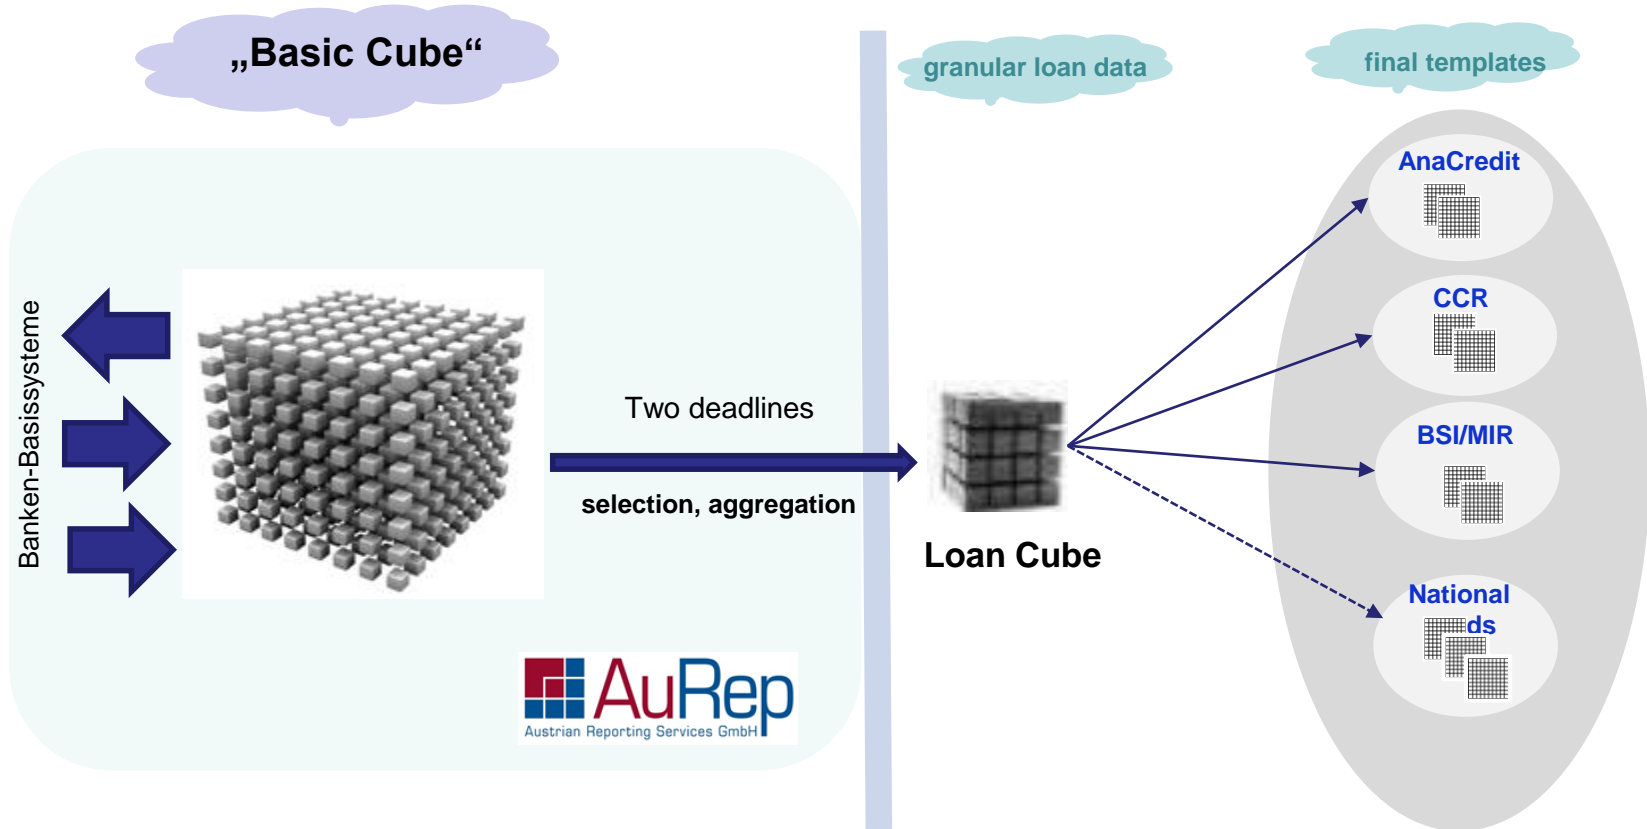 „Basic Cube“
granular loan data
final templates
Banken-Basissysteme
Two deadlines
selection, aggregation
AuRep
Austrian Reporting Services GmbH
Loan Cube
AnaCredit
CCR
BSI/MIR
National
ds